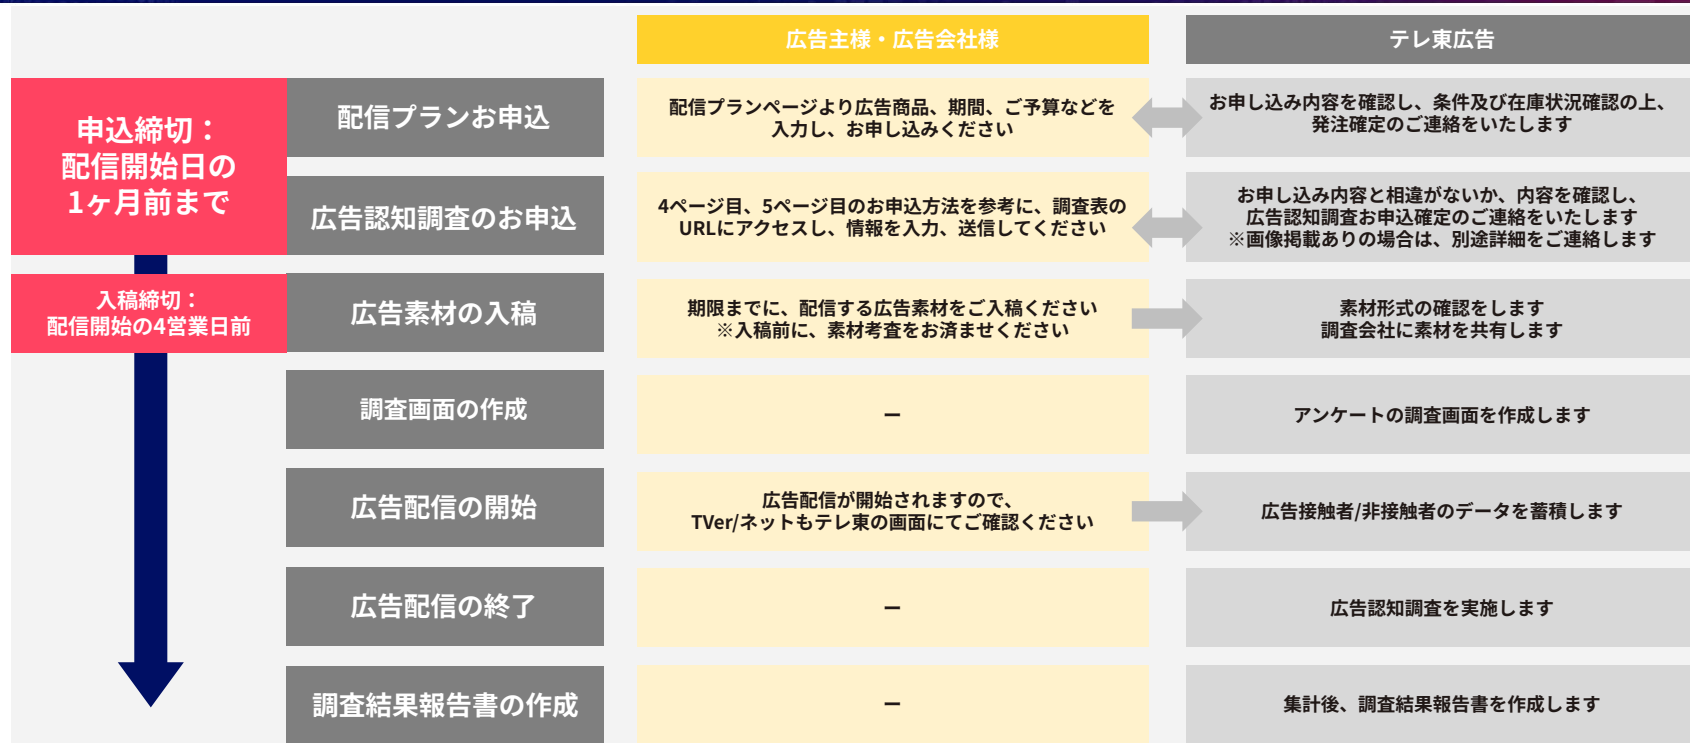 広告主様・広告会社様
テレ東広告
申込締切：
配信開始日の
1ヶ月前まで
配信プランお申込
配信プランページより広告商品、期間、ご予算などを
入力し、お申し込みください
お申し込み内容を確認し、条件及び在庫状況確認の上、
発注確定のご連絡をいたします
広告認知調査のお申込
4ページ目、5ページ目のお申込方法を参考に、調査表の
URLにアクセスし、情報を入力、送信してください
お申し込み内容と相違がないか、内容を確認し、
広告認知調査お申込確定のご連絡をいたします
※画像掲載ありの場合は、別途詳細をご連絡します
入稿締切：
配信開始の4営業日前
広告素材の入稿
期限までに、配信する広告素材をご入稿ください
※入稿前に、素材考査をお済ませください
素材形式の確認をします
調査会社に素材を共有します
調査画面の作成
ー
アンケートの調査画面を作成します
広告配信の開始
広告配信が開始されますので、
TVer/ネットもテレ東の画面にてご確認ください
広告接触者/非接触者のデータを蓄積します
広告配信の終了
ー
広告認知調査を実施します
調査結果報告書の作成
ー
集計後、調査結果報告書を作成します